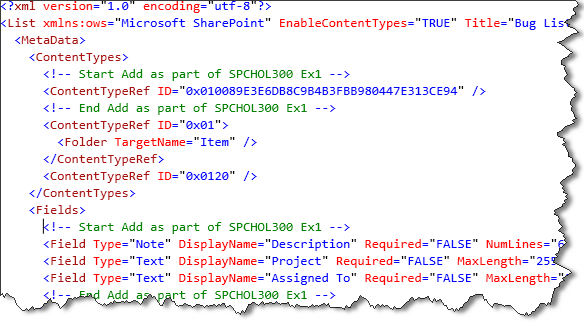 <?xml version="1.0" encoding="utf-8"?>
<List xmlns:ows="Microsoft SharePoint" EnableContentTypes="TRUE" Title="Bug Lis
<MetaData>
<ContentTypes>
<!-- Start Add as part of SPCHOL300 Ex1 -->
<ContentTypeRef ID="0x010089E3E6DB8C9B4B3FBB980447E313CE94" />
<!-- End Add as part of SPCHOL300 Ex1 -->
<ContentTypeRef ID="0x01">
<Folder TargetName="Item" />
</ContentTypeRef>
<ContentTypeRef ID="0x0120" />
</ContentTypes>
<Fields>
<!-- Start Add as part of SPCHOL300 Ex1 -->
<Field Type="Note" DisplayName="Description" Required="FALSE" NumLines="6
<Field Type="Text" DisplayName="Project" Required="FALSE" MaxLength="255
<Field Type="Text" DisplayName="Assigned To" Required="FALSE" MaxLength=
<!-- End Add as part of SPCHOL300 Ex1 -->